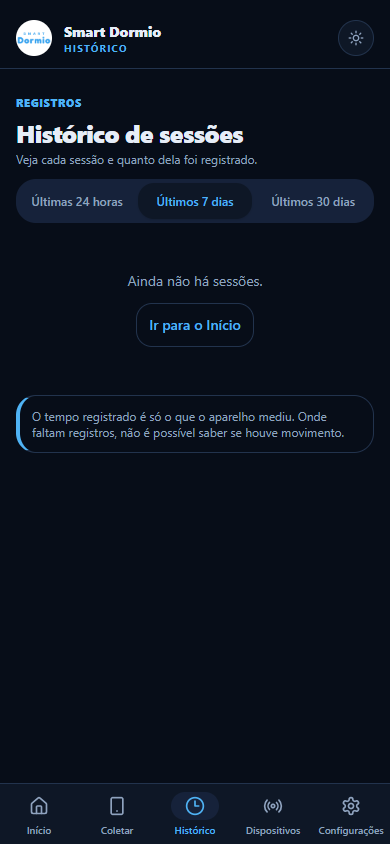 SMART
Dormio
Smart Dormio
HISTÓRICO
REGISTROS
Histórico de sessões
Veja cada sessão e quanto dela foi registrado.
Últimas 24 horas
Últimos 7 dias
Últimos 30 dias
Ainda não há sessões.
Ir para o Início
O tempo registrado é só o que o aparelho mediu. Onde
faltam registros, não é possível saber se houve movimento.
Início
Coletar
Histórico
Dispositivos
Configurações